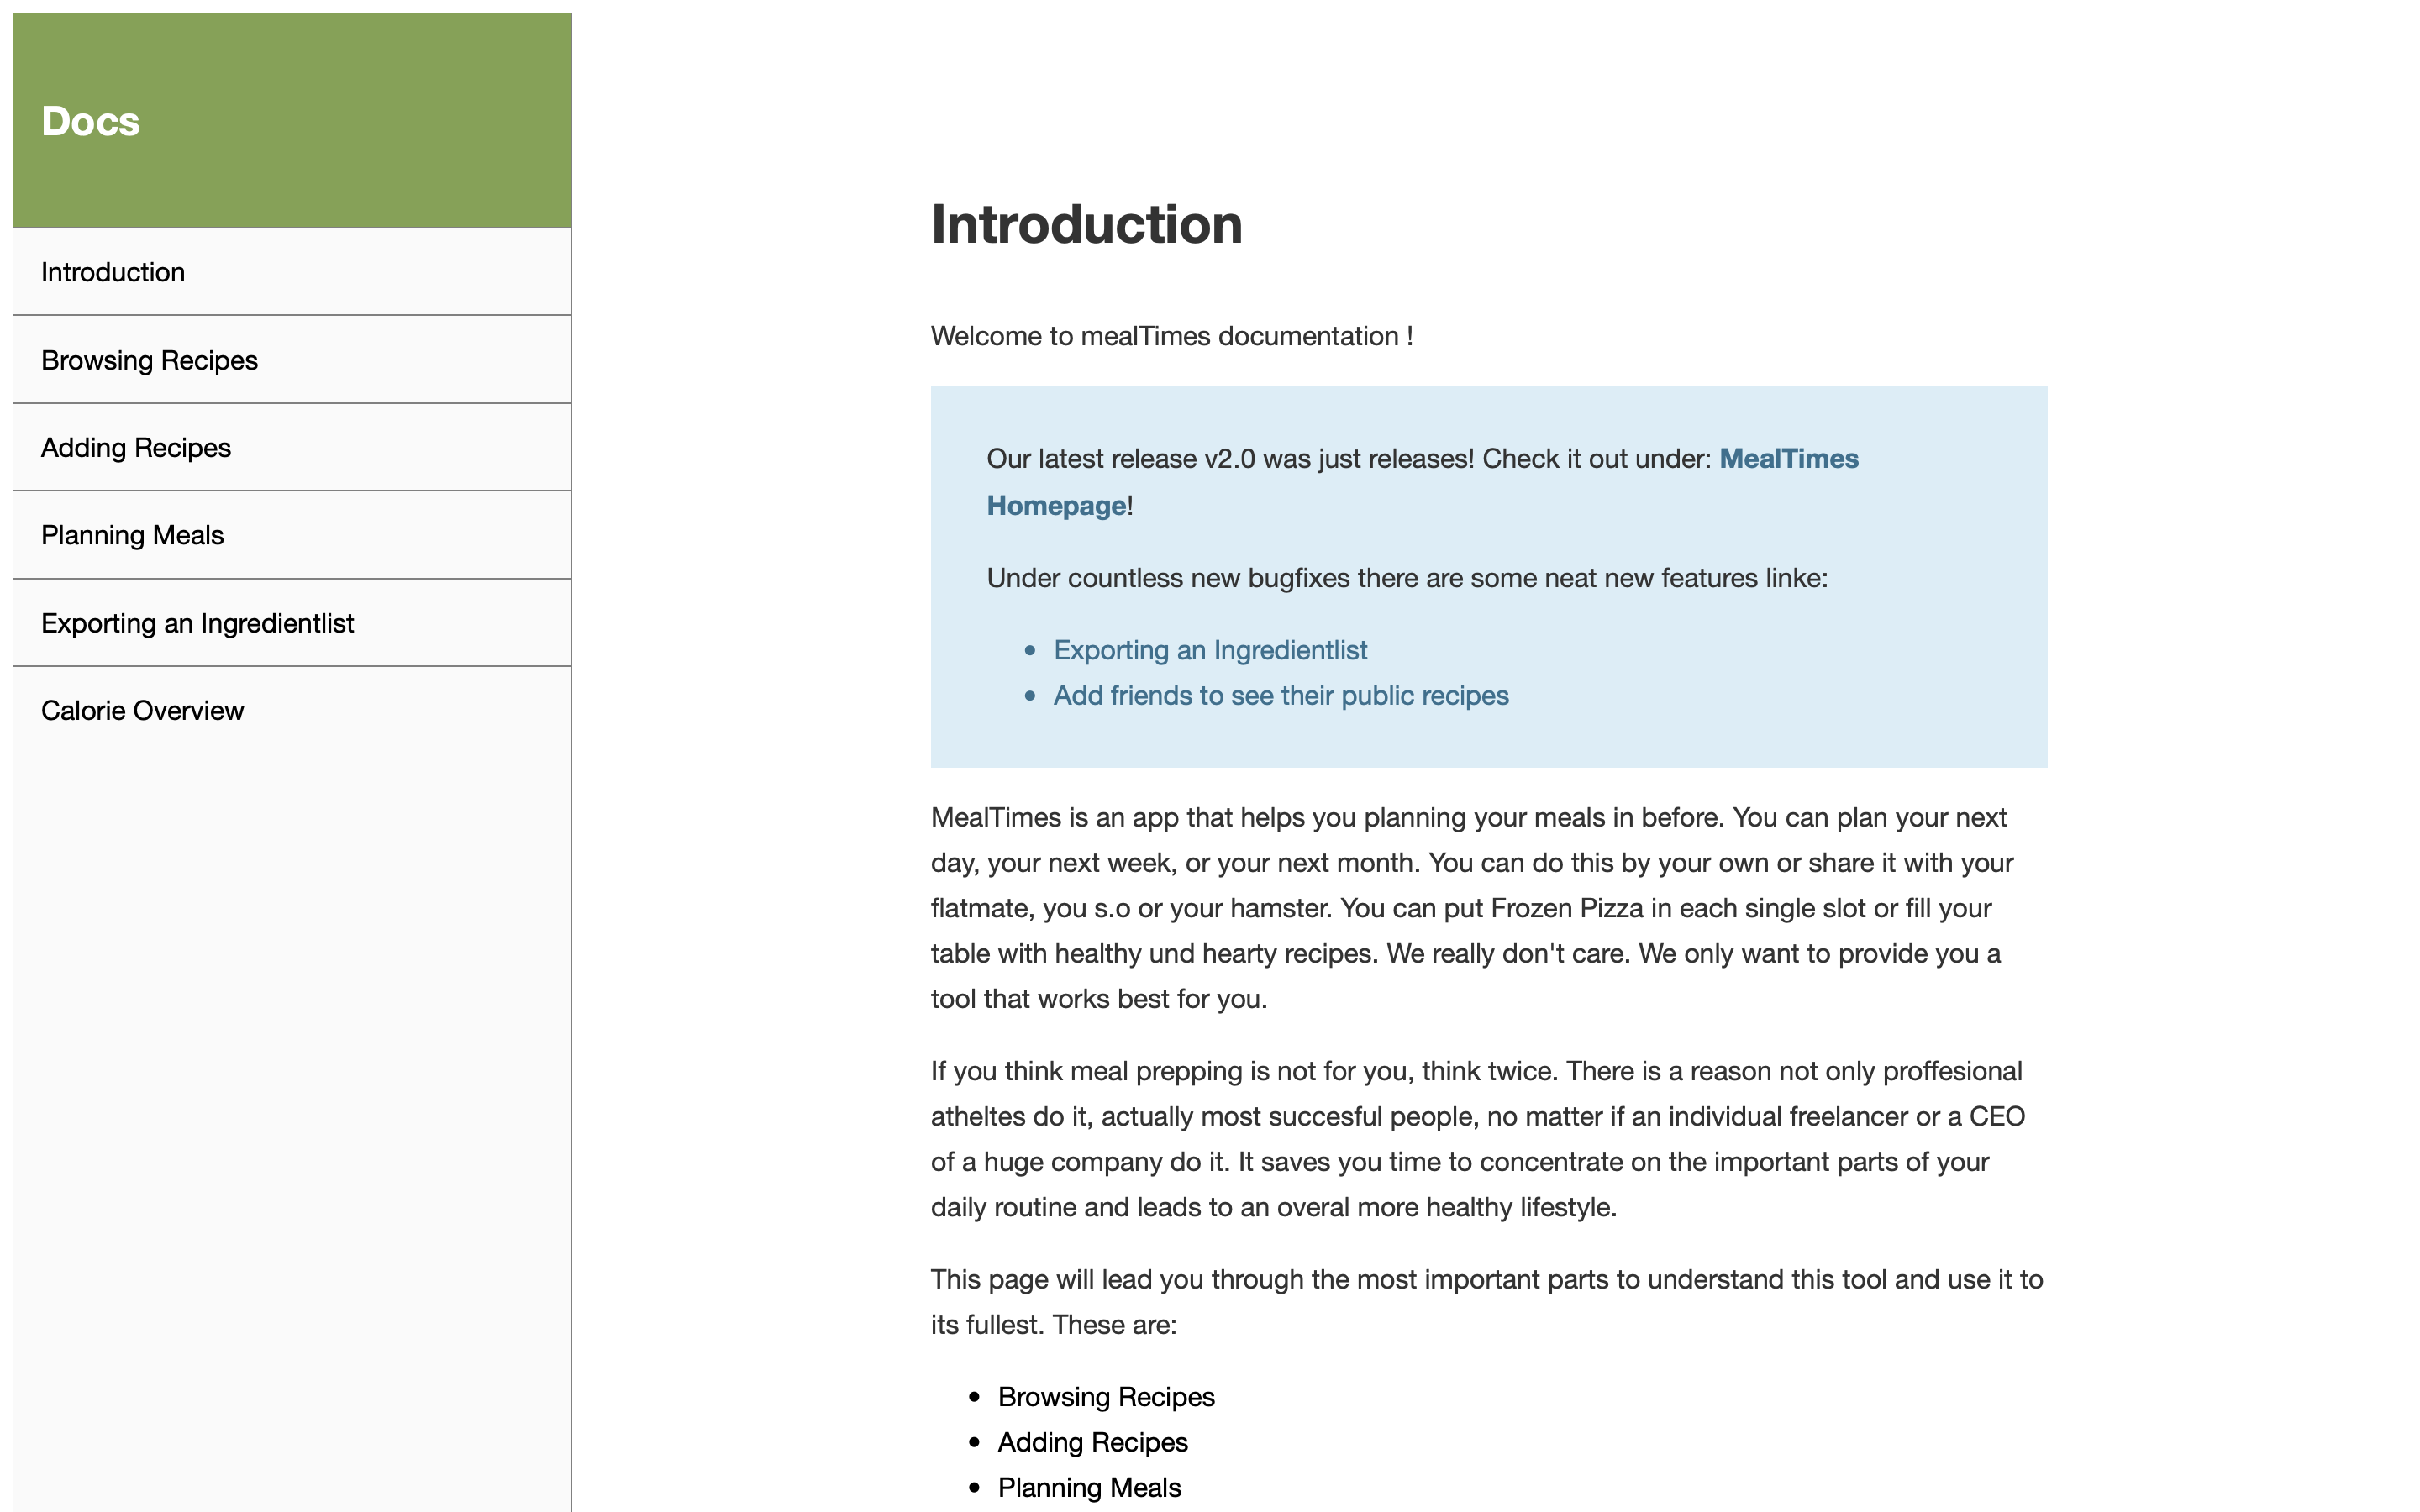 Docs
Introduction
Browsing Recipes
Adding Recipes
Planning Meals
Exporting an Ingredientlist
Calorie Overview
Introduction
Welcome to mealTimes documentation !
Our latest release v2.0 was just releases! Check it out under: MealTimes
Homepage!
Under countless new bugfixes there are some neat new features linke:
• Exporting an Ingredientlist
• Add friends to see their public recipes
MealTimes is an app that helps you planning your meals in before. You can plan your next
day, your next week, or your next month. You can do this by your own or share it with your
flatmate, you s.o or your hamster. You can put Frozen Pizza in each single slot or fill your
table with healthy und hearty recipes. We really don't care. We only want to provide you a
tool that works best for you.
If you think meal prepping is not for you, think twice. There is a reason not only proffesional
atheltes do it, actually most succesful people, no matter if an individual freelancer or a CEO
of a huge company do it. It saves you time to concentrate on the important parts of your
daily routine and leads to an overal more healthy lifestyle.
This page will lead you through the most important parts to understand this tool and use it to
its fullest. These are:
• Browsing Recipes
• Adding Recipes
• Planning Meals